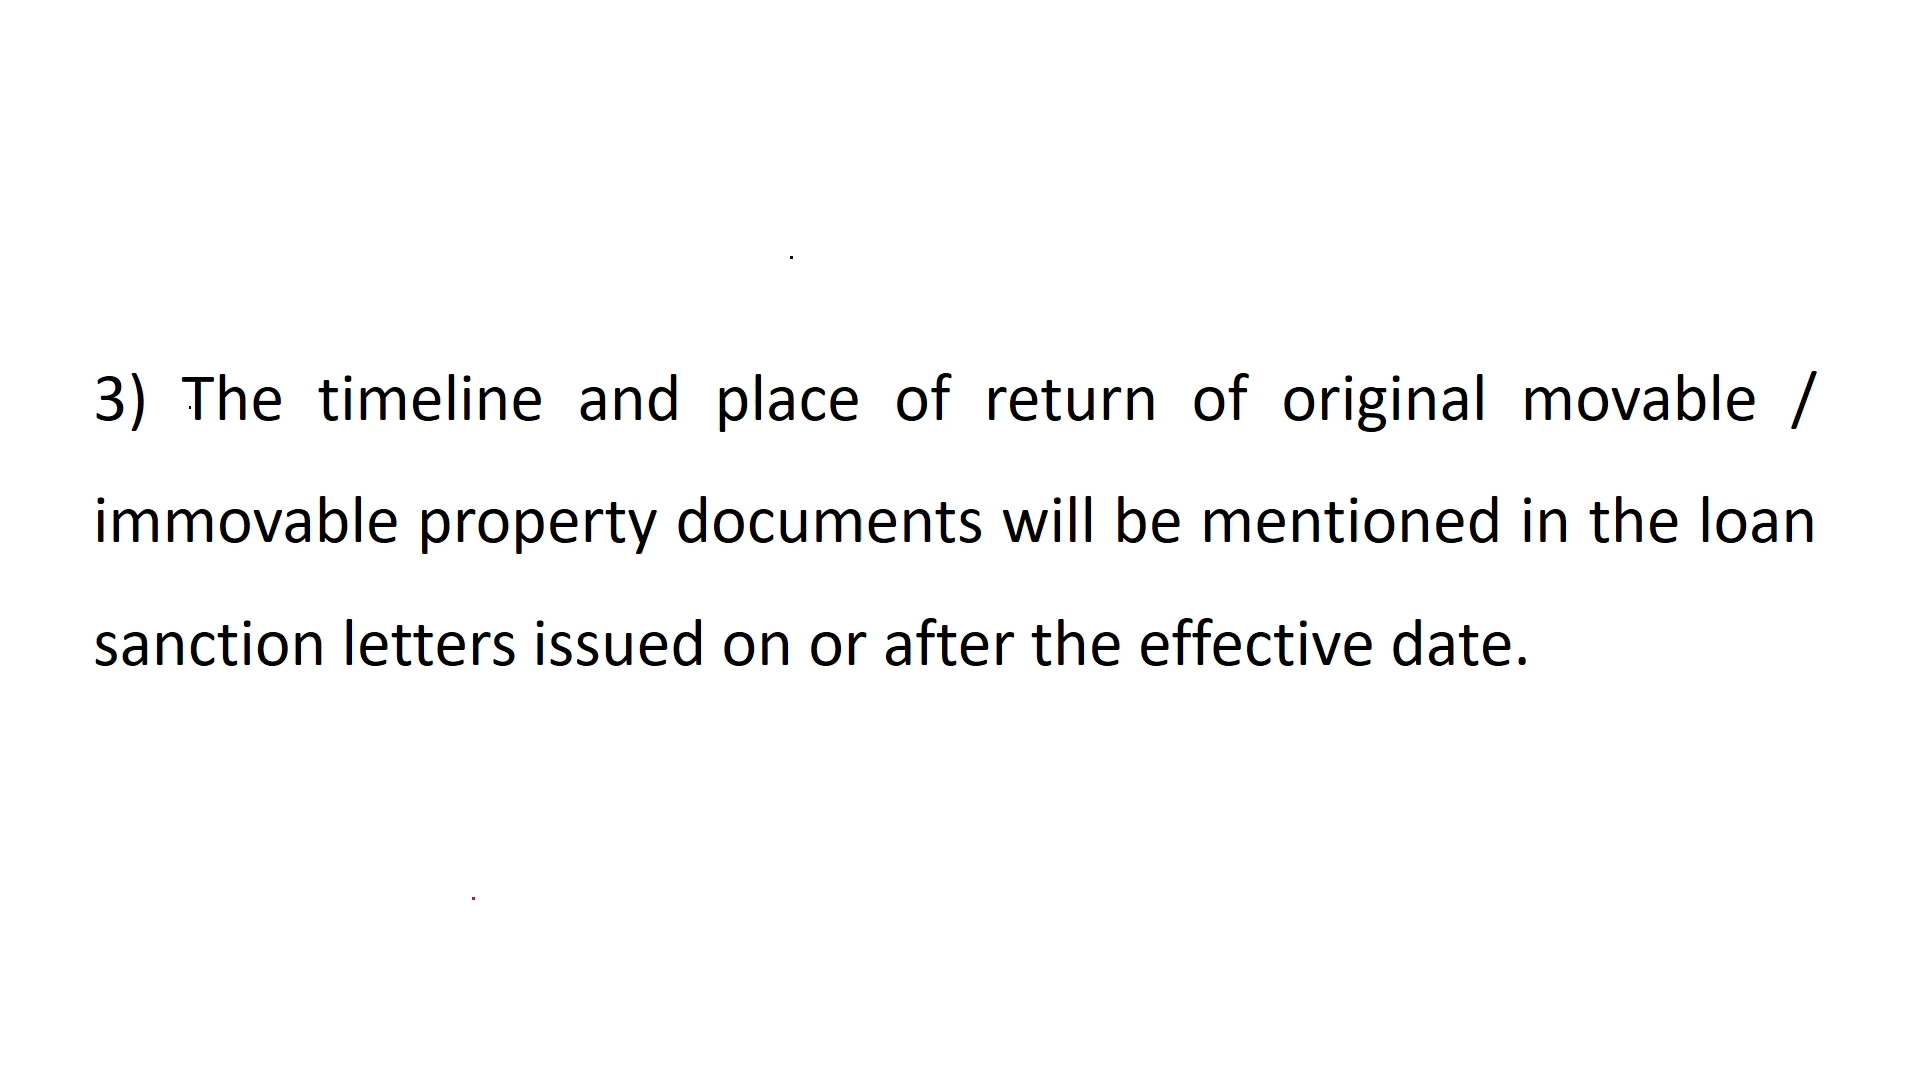 3) The timeline and place of return of original movable /
immovable property documents will be mentioned in the loan
sanction letters issued on or after the effective date.